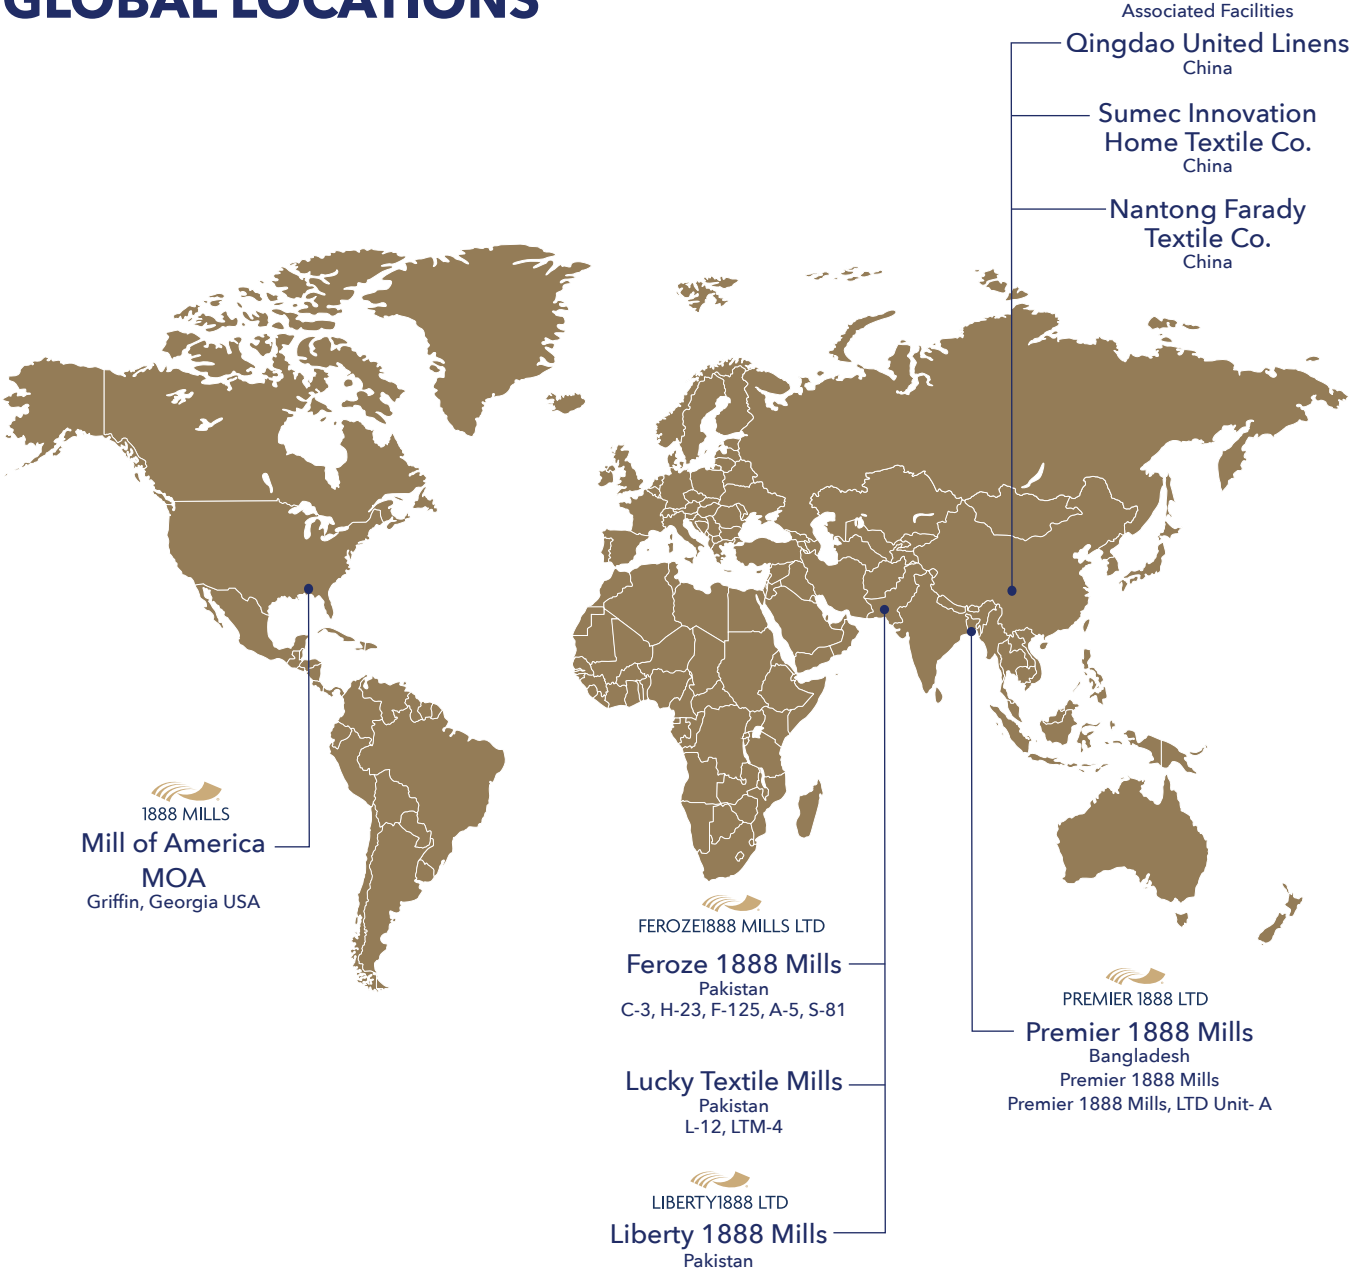 GLOBAL LOCATIONS
Associated Facilities
Qingdao United Linens
China
Sumec Innovation
Home Textile Co.
China
Nantong Farady
Textile Co.
China
1888 MILLS
Mill of America
MOA
Griffin, Georgia USA
FEROZE1888 MILLS LTD
Feroze 1888 Mills
Pakistan
C-3, H-23, F-125, A-5, S-81
Lucky Textile Mills
Pakistan
L-12, LTM-4
LIBERTY1888 LTD
Liberty 1888 Mills
Pakistan
PREMIER 1888 LTD
Premier 1888 Mills
Bangladesh
Premier 1888 Mills
Premier 1888 Mills, LTD Unit- A